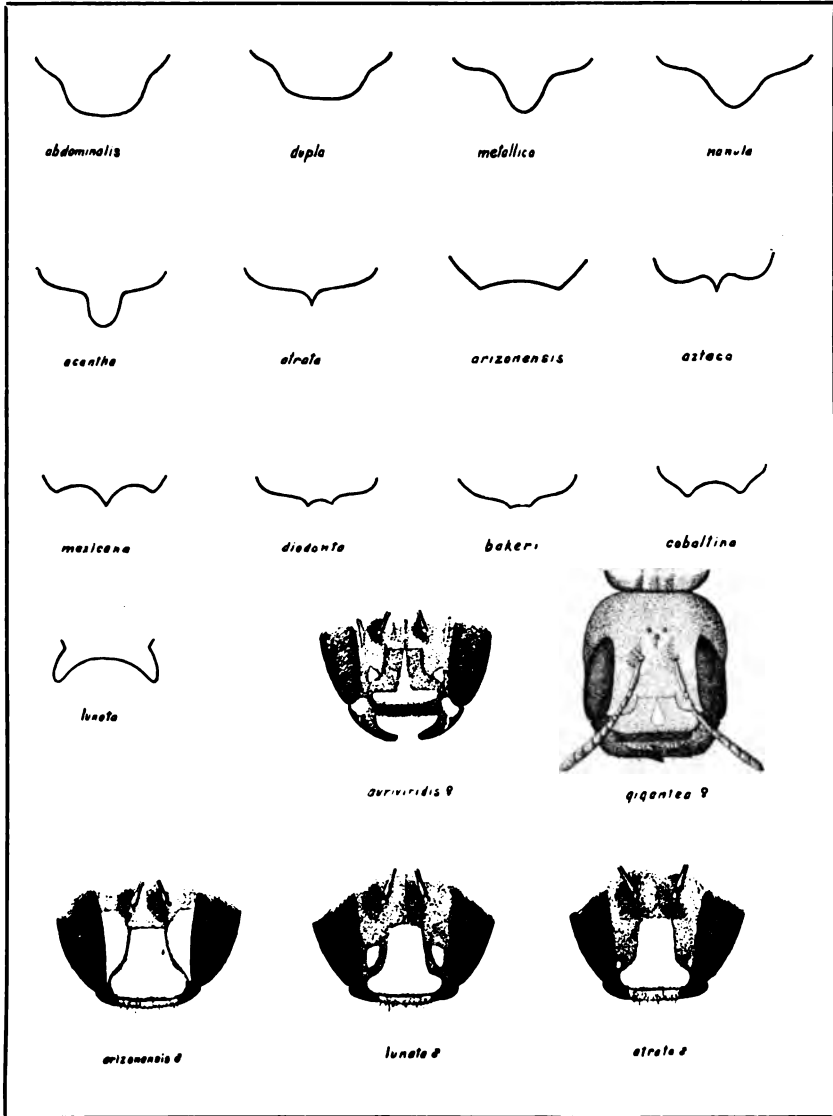 abdominalis
dupla
metallica
nanula
acantha
atrata
arizonensis
azteca
mexicana
diodonta
bakeri
cobaltina
lunata
auriviridis ♀
gigantea ♀
arizonensis ♂
lunata ♂
atrata ♂